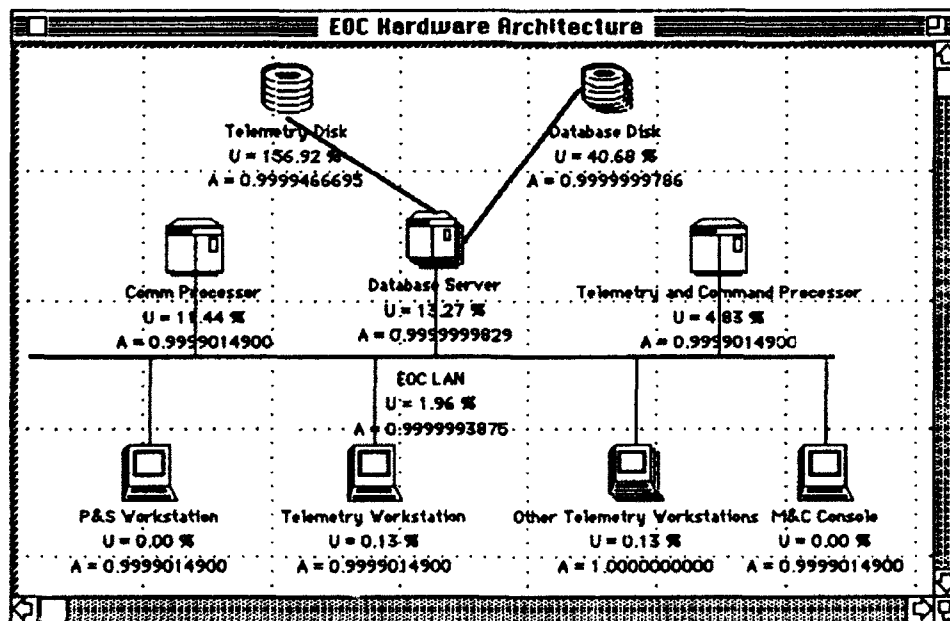 EOC Hardware Architecture
Telemetry Disk
U = 156.92 %
A = 0.9999466695
Database Disk
U = 40.68 %
A = 0.9999999786
Comm Processor
U = 11.44 %
A = 0.9999014900
Database Server
U = 13.27 %
A = 0.9999999829
Telemetry and Command Processor
U = 4.83 %
A = 0.9999014900
EOC LAN
U = 1.96 %
A = 0.9999993875
P&S Workstation
U = 0.00 %
A = 0.9999014900
Telemetry Workstation
U = 0.13 %
A = 0.9999014900
Other Telemetry Workstations
U = 0.13 %
A = 1.0000000000
M&C Console
U = 0.00 %
A = 0.9999014900